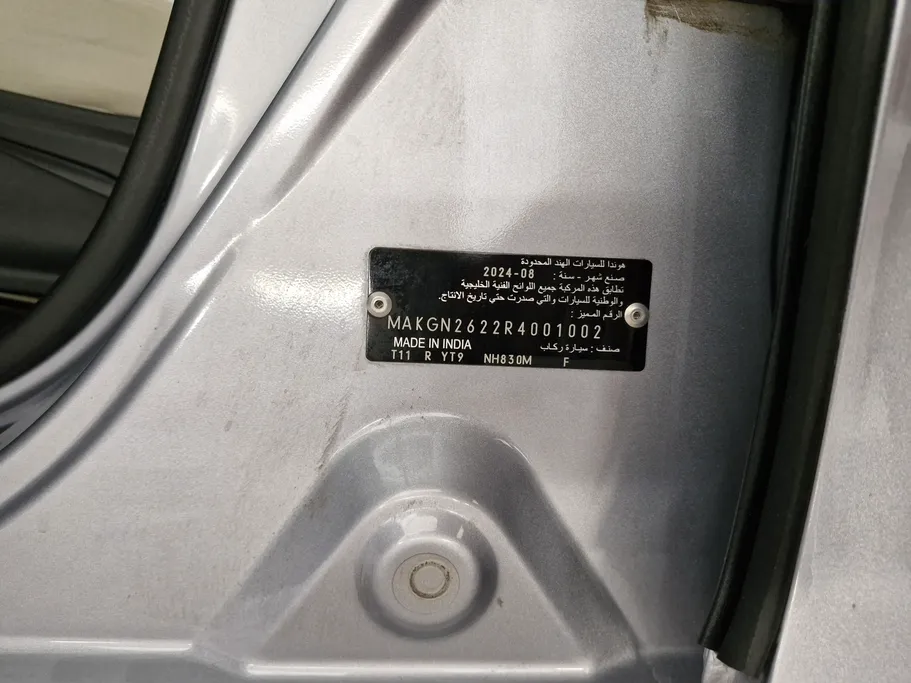 هوندا للسيارات الهند المحدودة
صنع شهر - سنة : 2024-08
تطابق هذه المركبة جميع اللوائح الفنية الخليجية
والوطنية للسيارات والتي صدرت حتي تاريخ الانتاج.
الرقم المميز :
MAKGN2622R4001002
MADE IN INDIA صنف : سيارة ركاب
T11 R YT9 NH830M F